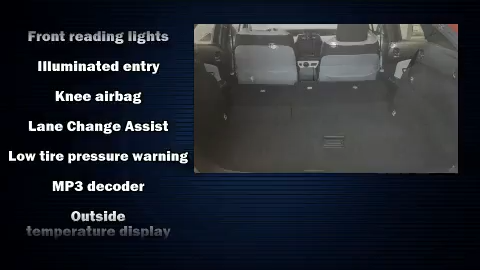 Front reading lights
Illuminated entry
Knee airbag
Lane Change Assist
Low tire pressure warning
MP3 decoder
Outside
temperature display